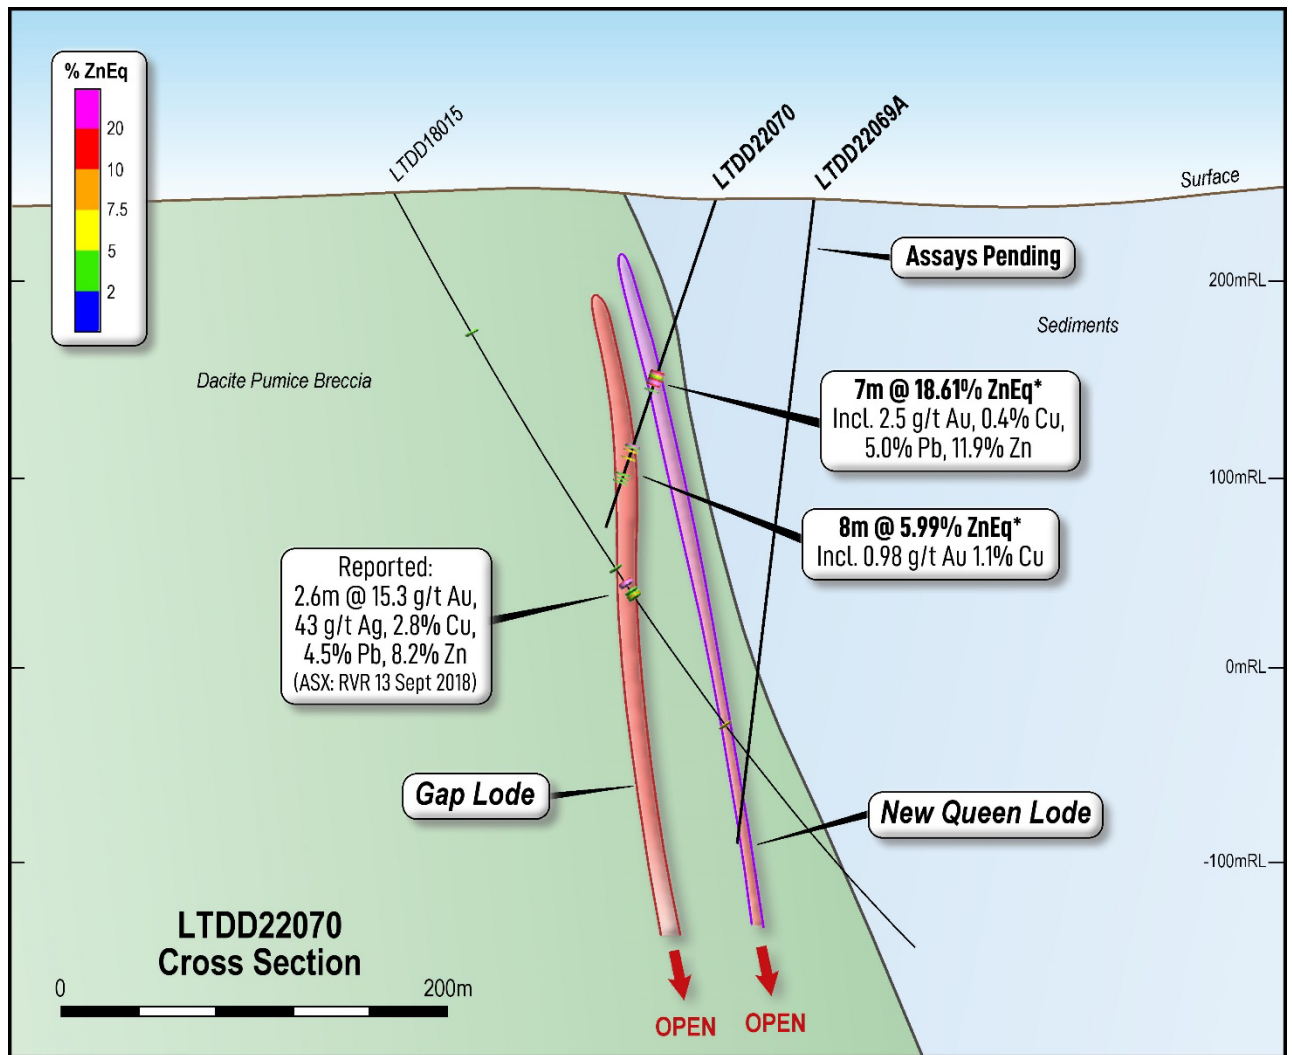 % ZnEq
20
10
7.5
5
2
LTDD18015
LTDD22070
LTDD22069A
Surface
Assays Pending
200mRL
Sediments
Dacite Pumice Breccia
7m @ 18.61% ZnEq*
Incl. 2.5 g/t Au, 0.4% Cu,
5.0% Pb, 11.9% Zn
100mRL
8m @ 5.99% ZnEq*
Incl. 0.98 g/t Au 1.1% Cu
Reported:
2.6m @ 15.3 g/t Au,
43 g/t Ag, 2.8% Cu,
4.5% Pb, 8.2% Zn
(ASX: RVR 13 Sept 2018)
0mRL
Gap Lode
New Queen Lode
-100mRL
LTDD22070
Cross Section
0 200m
OPEN
OPEN